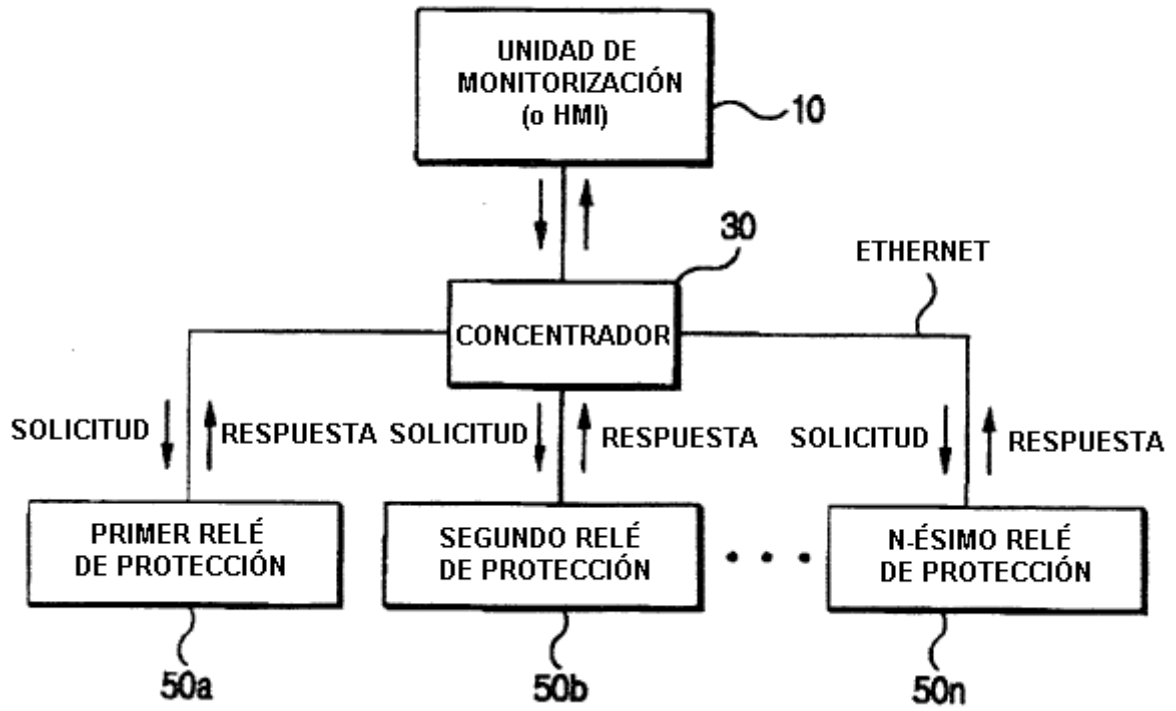 UNIDAD DE
MONITORIZACIÓN
(o HMI)
10
30
ETHERNET
CONCENTRADOR
SOLICITUD
RESPUESTA
SOLICITUD
RESPUESTA
SOLICITUD
RESPUESTA
PRIMER RELÉ
DE PROTECCIÓN
SEGUNDO RELÉ
DE PROTECCIÓN
N-ÉSIMO RELÉ
DE PROTECCIÓN
50a
50b
50n